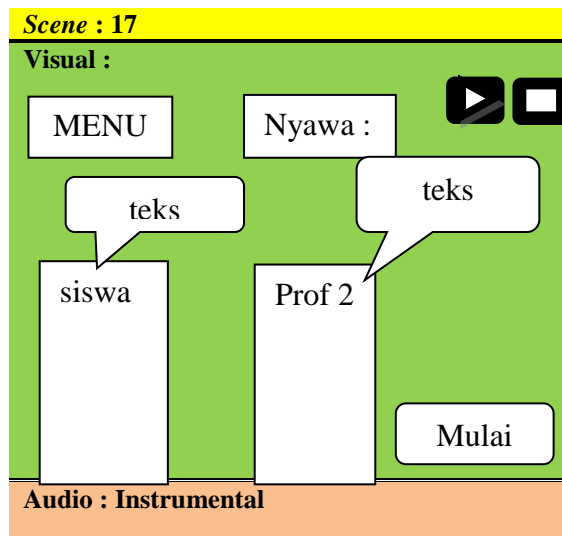 Scene : 17
Visual :
MENU
Nyawa :
teks
teks
siswa
Prof 2
Mulai
Audio : Instrumental